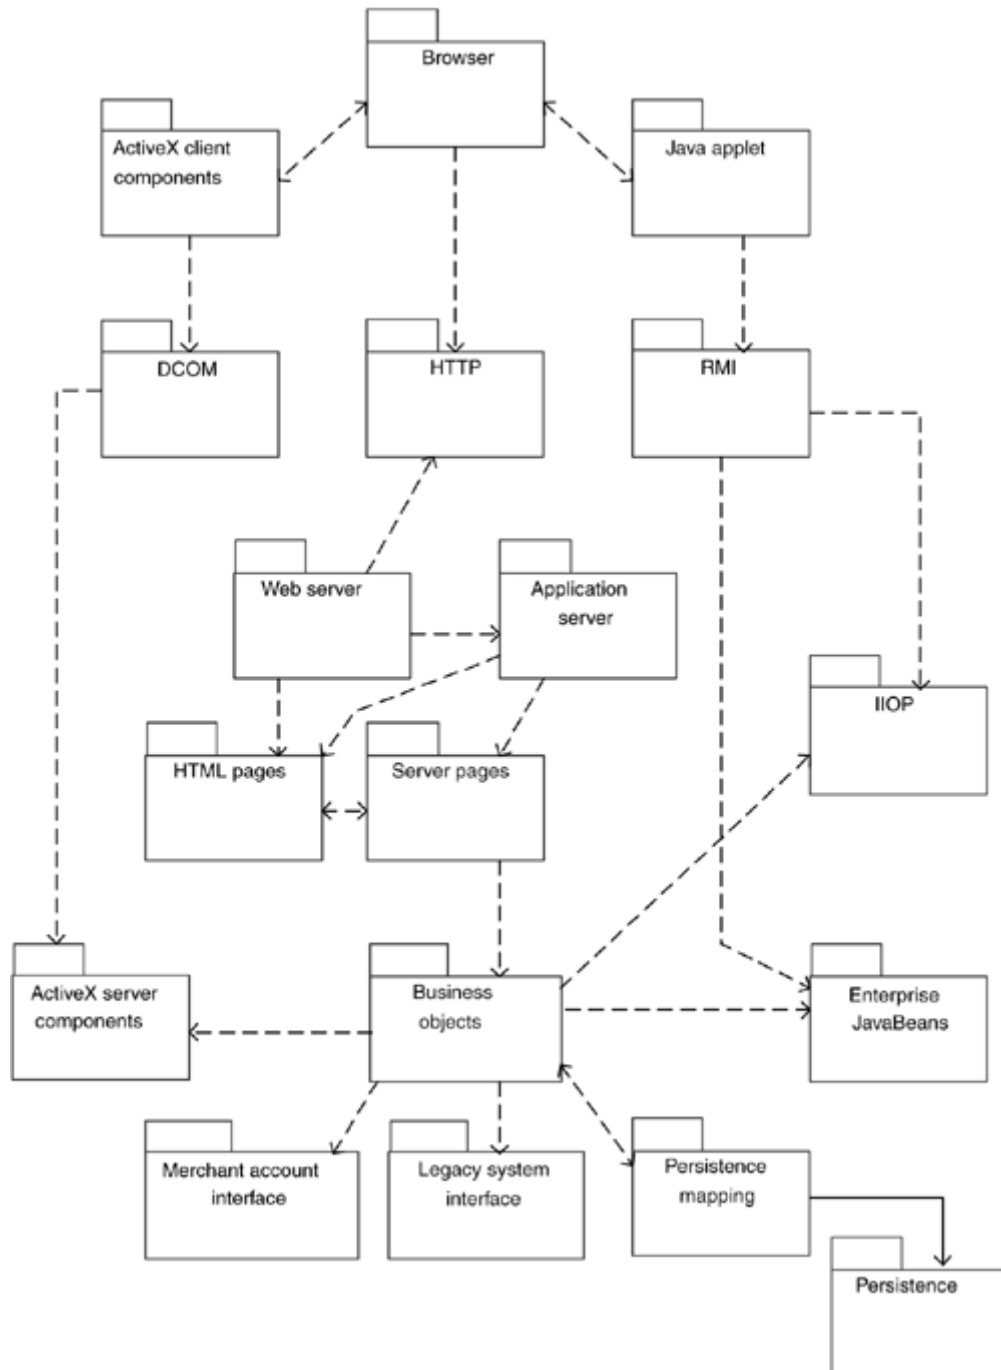 Browser
ActiveX client
components
Java applet
DCOM
HTTP
RMI
Web server
Application
server
IIOP
HTML pages
Server pages
ActiveX server
components
Business
objects
Enterprise
JavaBeans
Merchant account
interface
Legacy system
interface
Persistence
mapping
Persistence